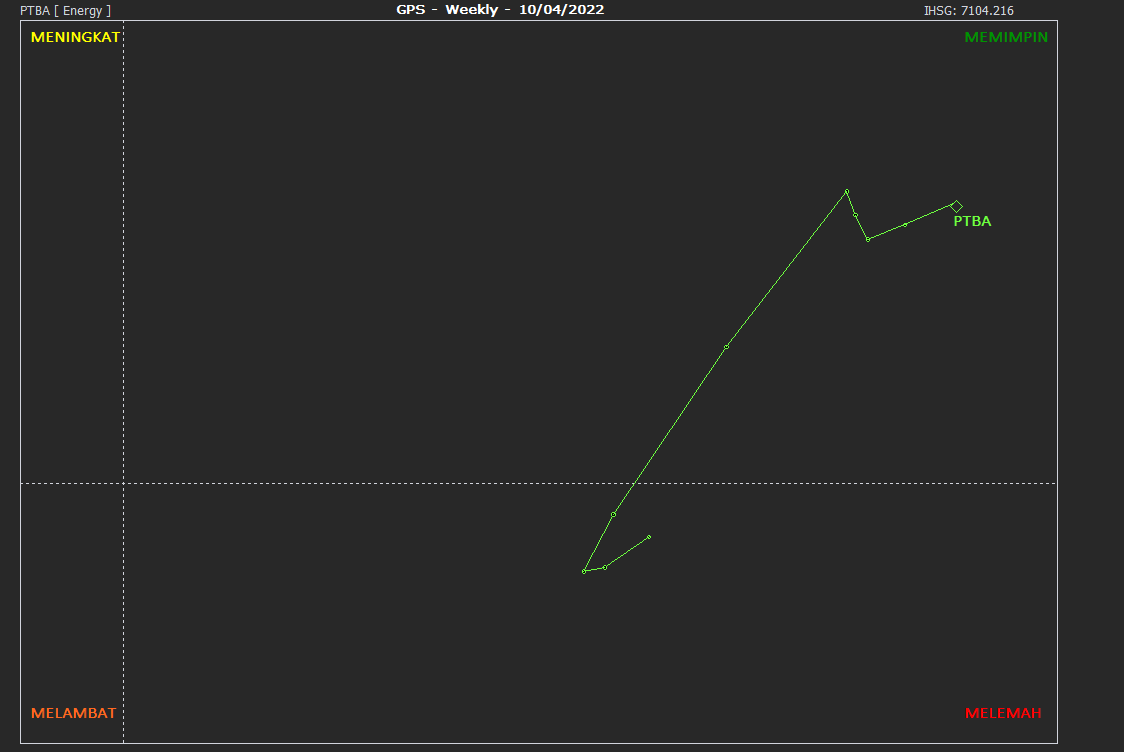 PTBA [ Energy ]
GPS - Weekly - 10/04/2022
IHSG: 7104.216
MENINGKAT
MEMIMPIN
PTBA
MELAMBAT
MELEMAH